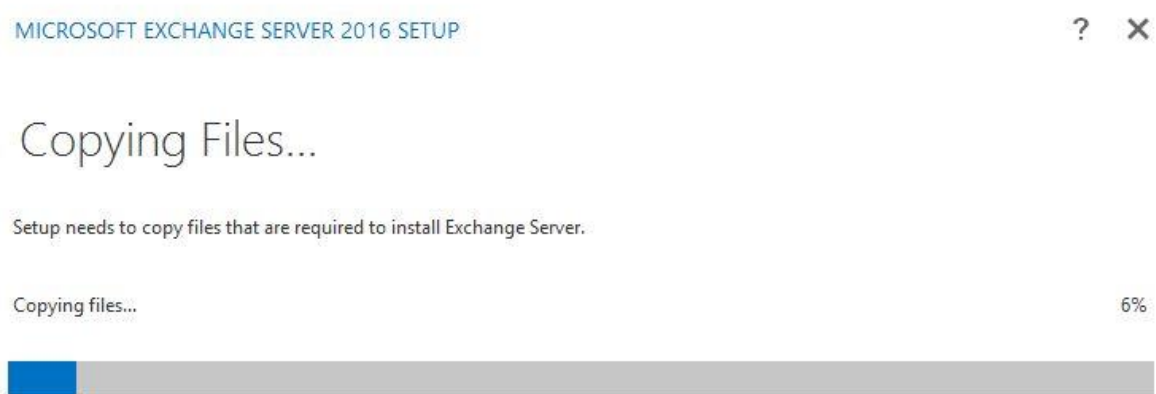 MICROSOFT EXCHANGE SERVER 2016 SETUP ? ✕
Copying Files...
Setup needs to copy files that are required to install Exchange Server.
Copying files... 6%